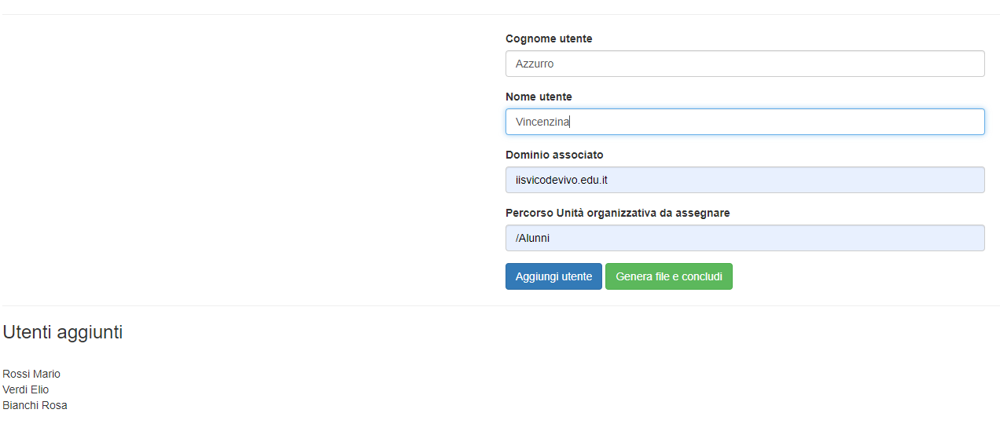 Cognome utente
Azzurro
Nome utente
Vincenzina
Dominio associato
iisvicodevivo.edu.it
Percorso Unità organizzativa da assegnare
/Alunni
Aggiungi utente Genera file e concludi
Utenti aggiunti
Rossi Mario
Verdi Elio
Bianchi Rosa